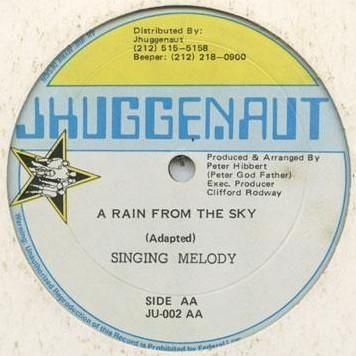 Distributed By:
Jhuggenaut
(212) 515-5158
Beeper: (212) 218-0900
JHUGGENAUT
Produced & Arranged By
Peter Hibbert
(Peter God Father)
Exec. Producer
Clifford Rodway
A RAIN FROM THE SKY
(Adapted)
SINGING MELODY
SIDE AA
JU-002 AA
Warning: Unauthorized Reproduction of this Record is Prohibited by Federal